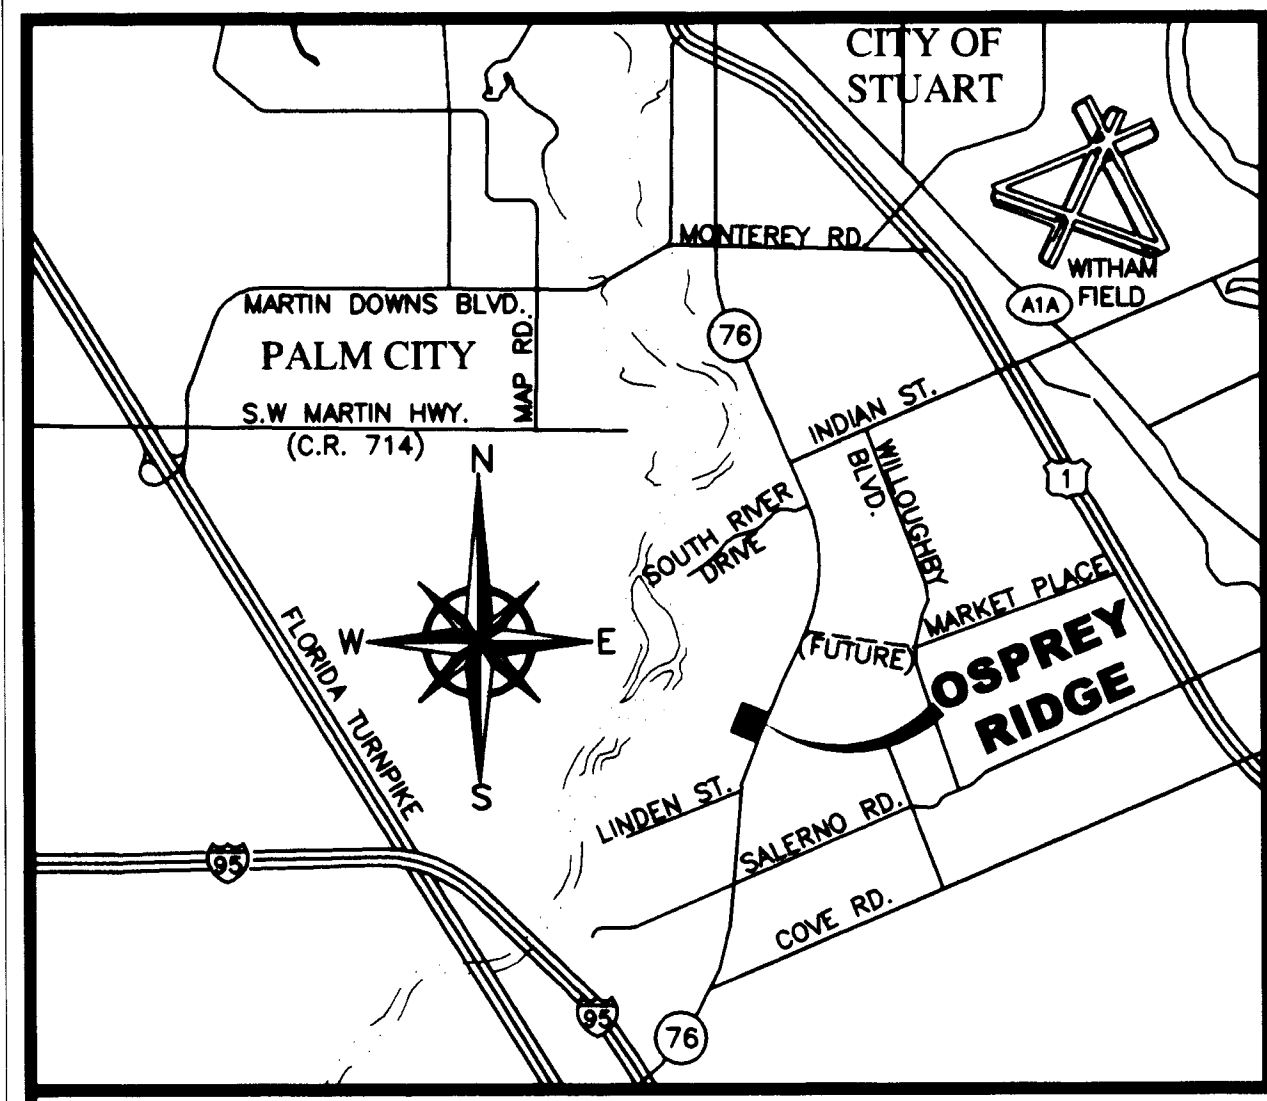 CITY OF
STUART
MONTEREY RD.
WITHAM
FIELD
A1A
MARTIN DOWNS BLVD.
PALM CITY
MAP RD.
76
S.W MARTIN HWY.
(C.R. 714)
INDIAN ST.
WILLOUGHBY
BLVD.
1
N
W
E
S
SOUTH RIVER
DRIVE
MARKET PLACE
(FUTURE)
OSPREY
RIDGE
FLORIDA TURNPIKE
LINDEN ST.
SALERNO RD.
COVE RD.
95
95
76